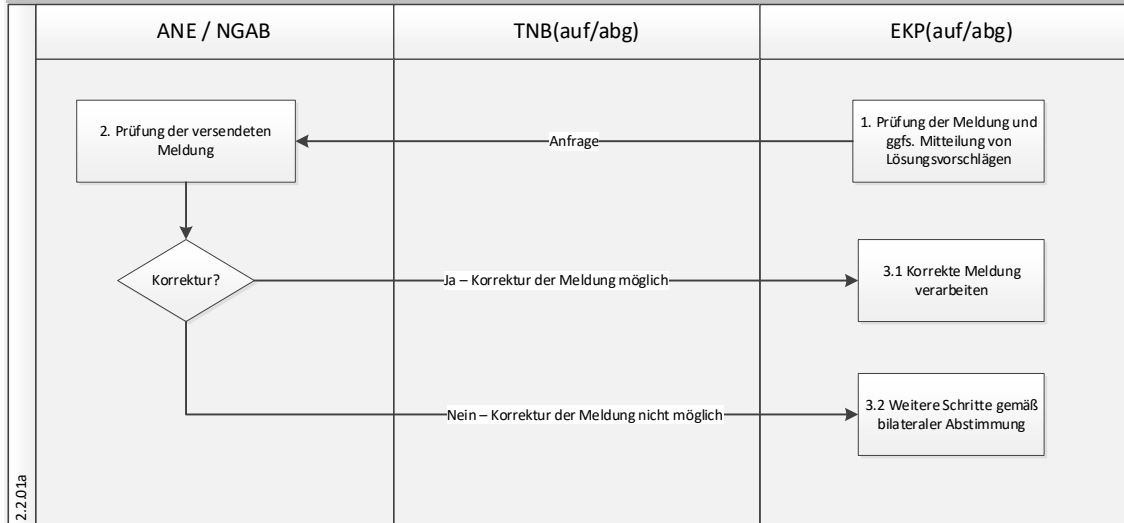 ANE / NGAB
TNB(auf/abg)
EKP(auf/abg)
2. Prüfung der versendeten
Meldung
Anfrage
1. Prüfung der Meldung und
ggfs. Mitteilung von
Lösungsvorschlägen
Korrektur?
Ja – Korrektur der Meldung möglich
3.1 Korrekte Meldung
verarbeiten
Nein – Korrektur der Meldung nicht möglich
3.2 Weitere Schritte gemäß
bilateraler Abstimmung
2.2.01a